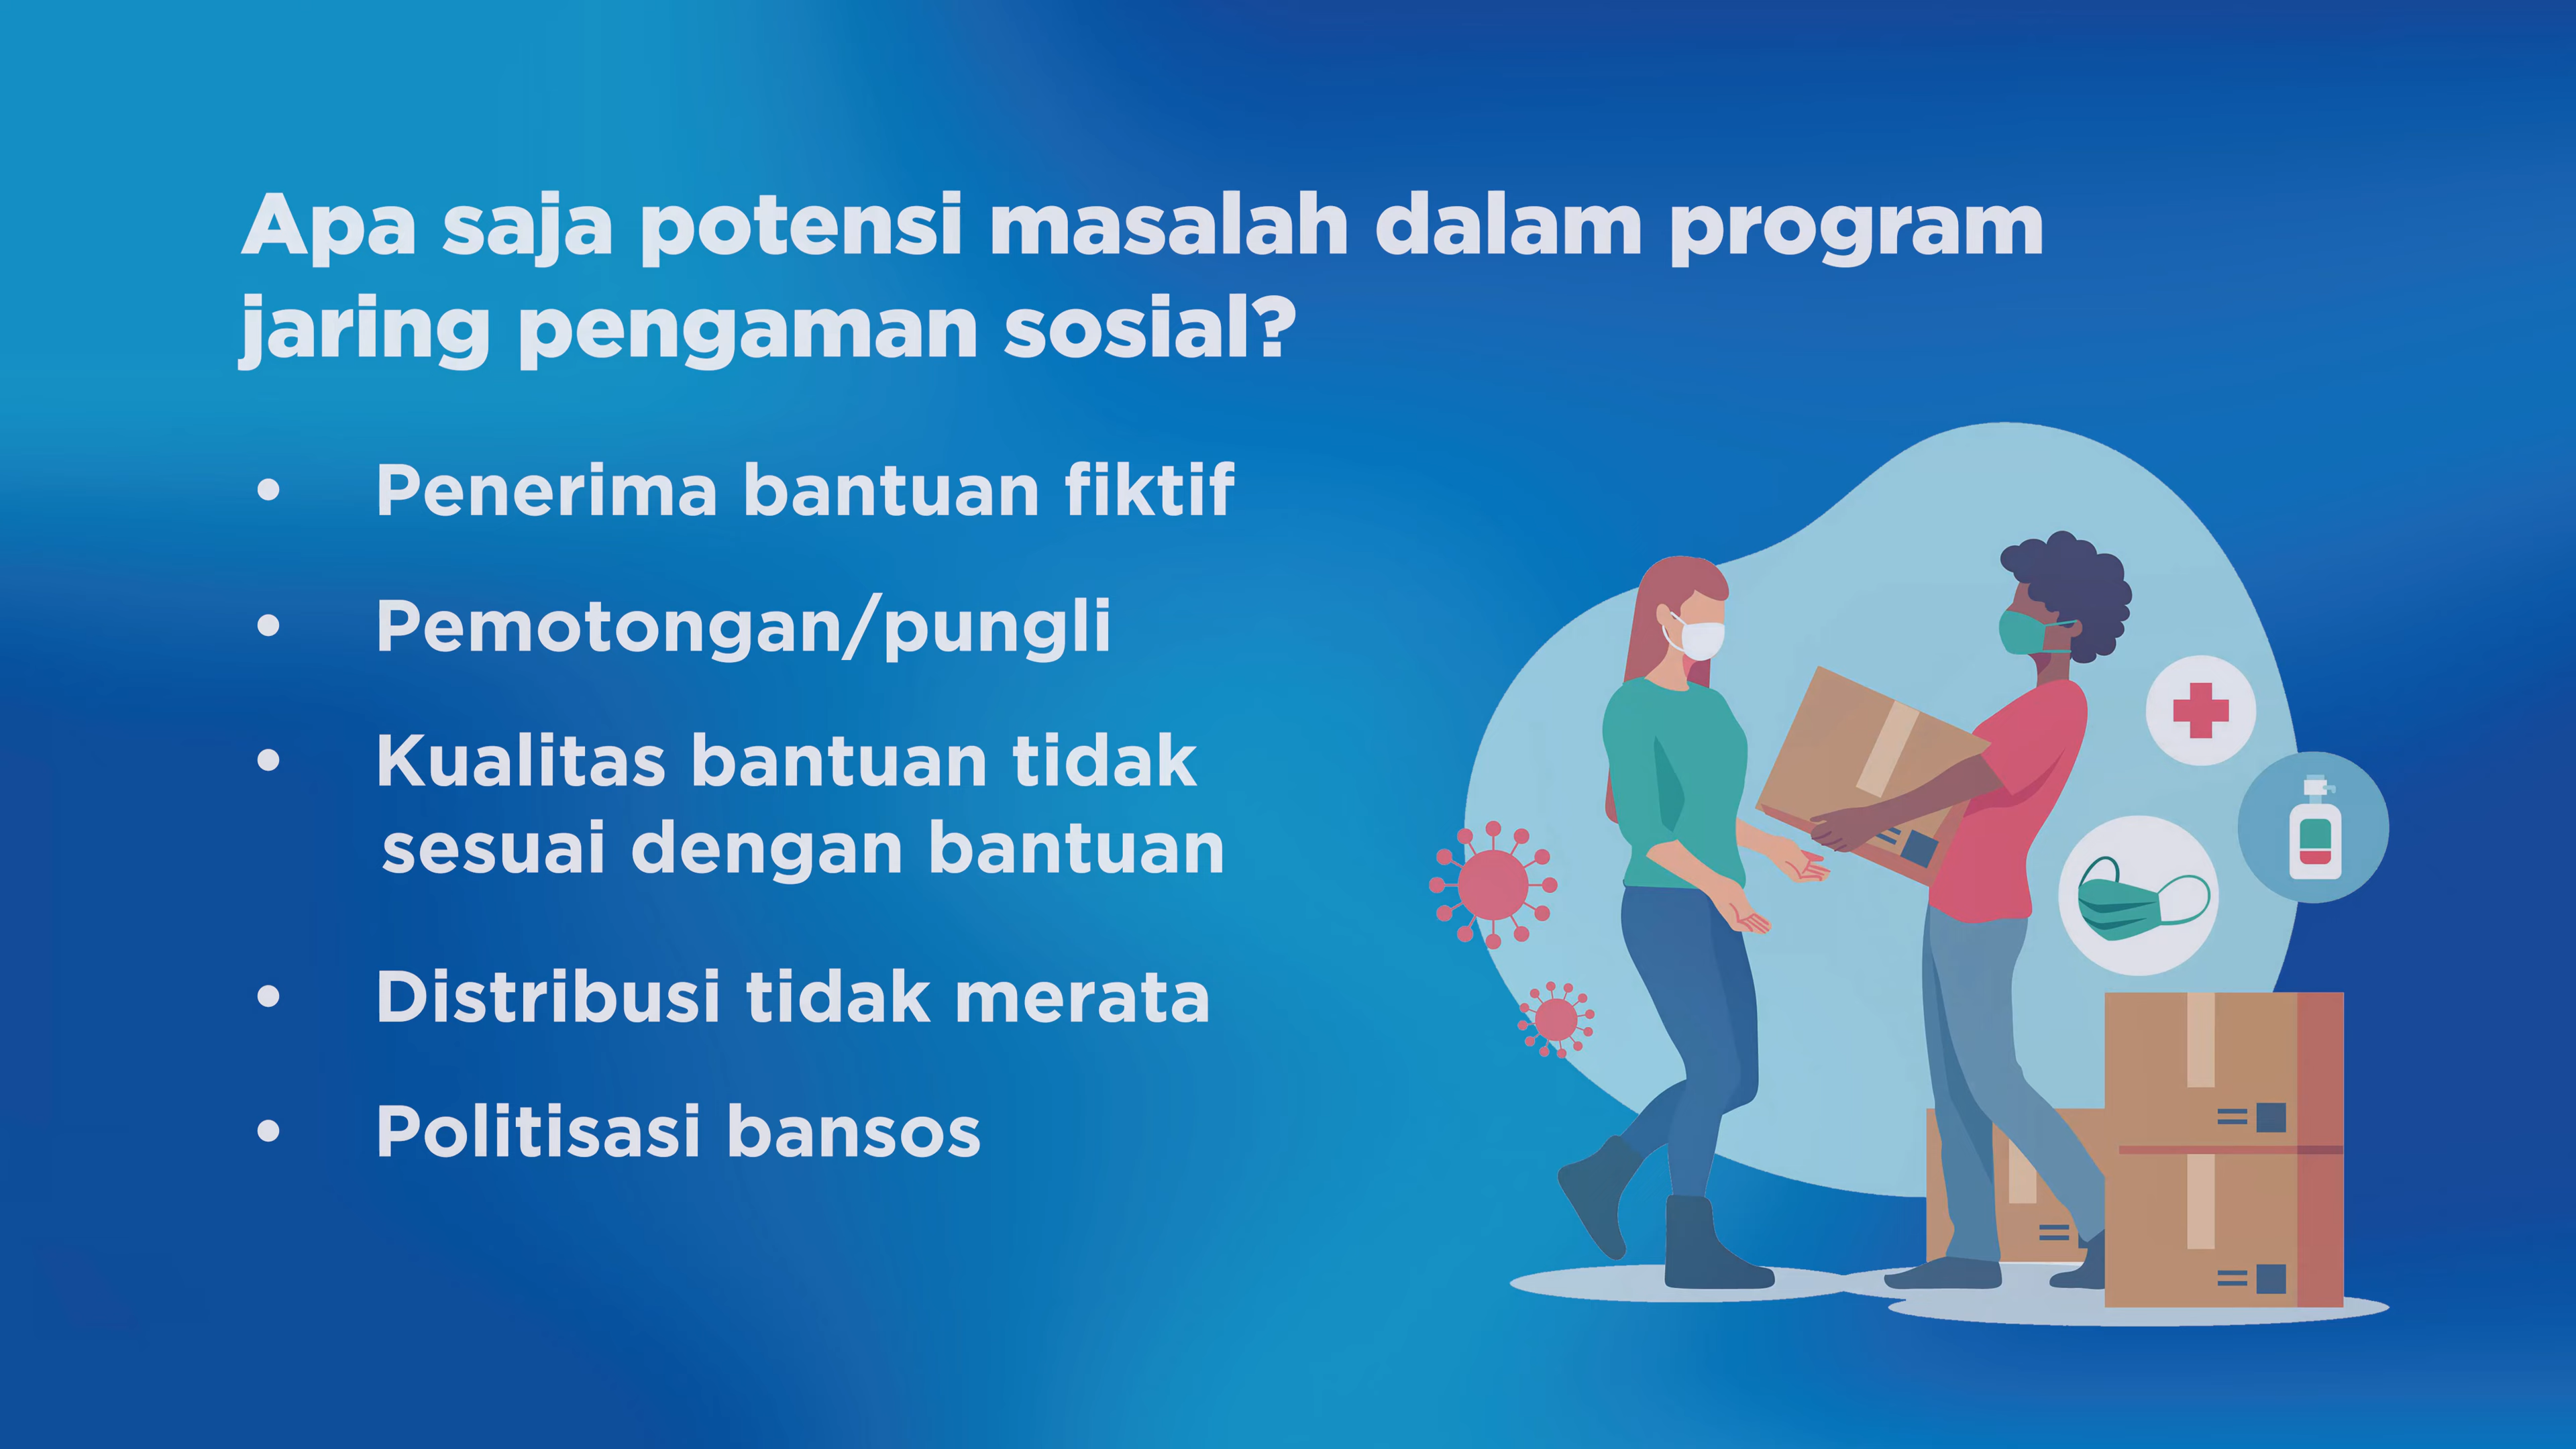 Apa saja potensi masalah dalam program
jaring pengaman sosial?
• Penerima bantuan fiktif
• Pemotongan/pungli
• Kualitas bantuan tidak
sesuai dengan bantuan
• Distribusi tidak merata
• Politisasi bansos